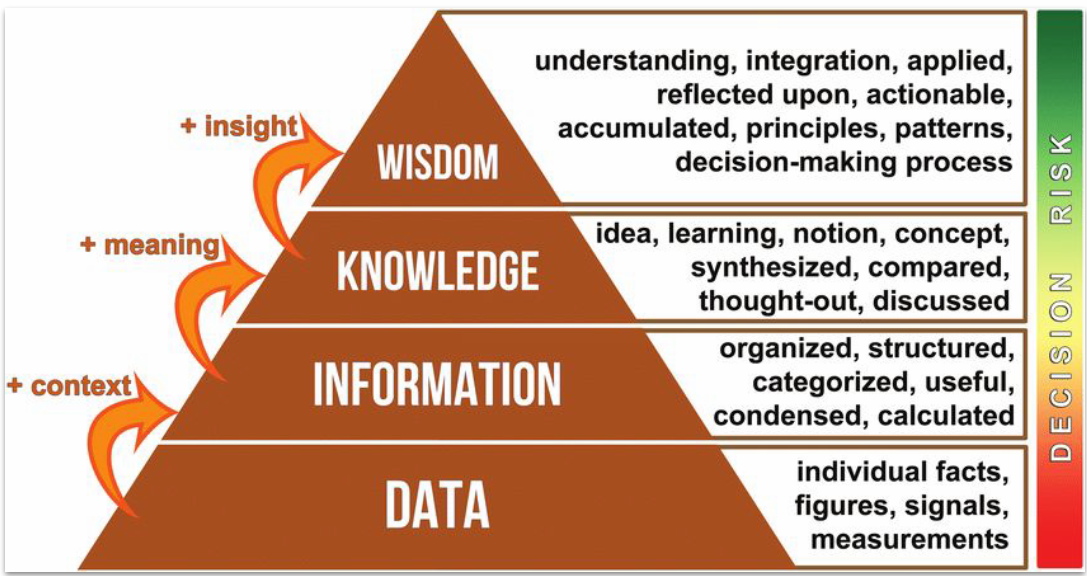 understanding, integration, applied,
reflected upon, actionable,
accumulated, principles, patterns,
decision-making process
+ insight
WISDOM
idea, learning, notion, concept,
synthesized, compared,
thought-out, discussed
+ meaning
KNOWLEDGE
organized, structured,
categorized, useful,
condensed, calculated
+ context
INFORMATION
individual facts,
figures, signals,
measurements
DATA
DECISION RISK